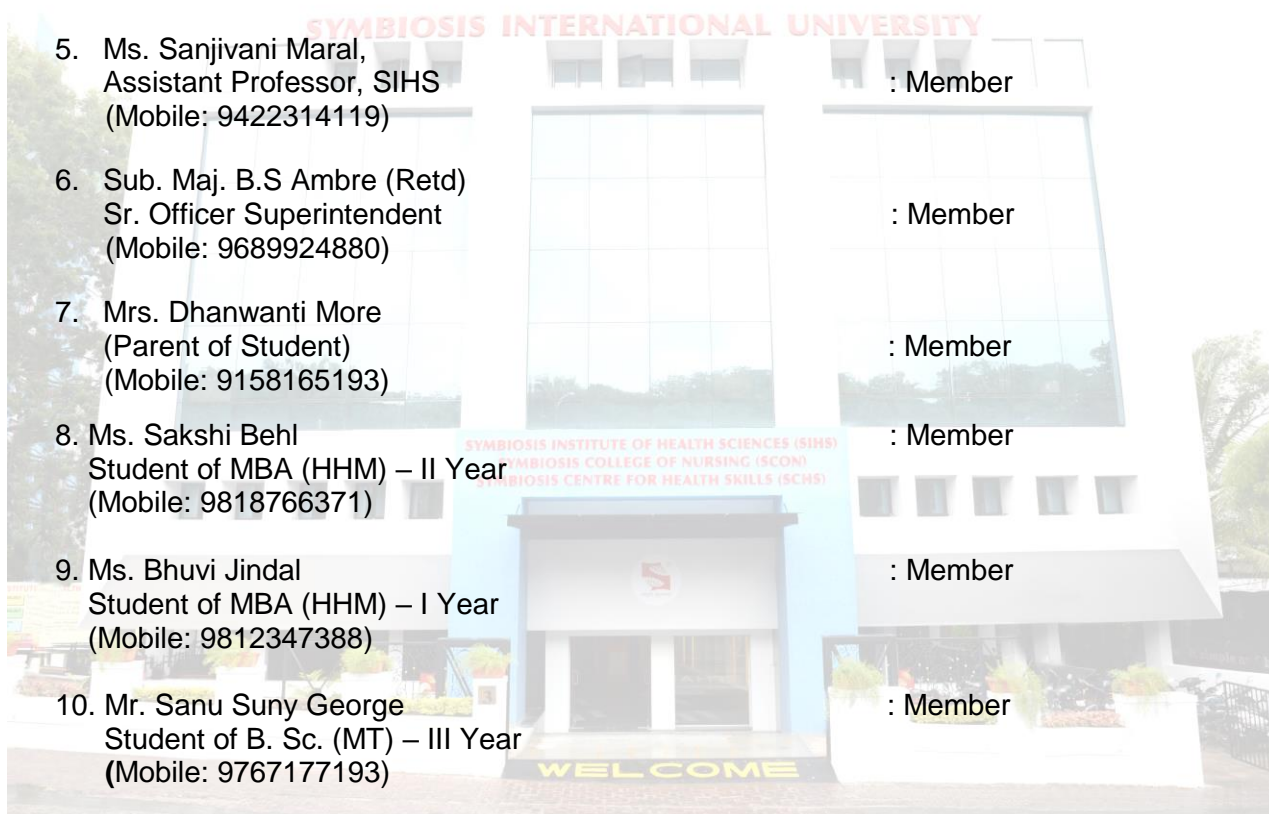 SYMBIOSIS INTERNATIONAL UNIVERSITY
5. Ms. Sanjivani Maral,
Assistant Professor, SIHS : Member
(Mobile: 9422314119)
6. Sub. Maj. B.S Ambre (Retd)
Sr. Officer Superintendent : Member
(Mobile: 9689924880)
7. Mrs. Dhanwanti More
(Parent of Student) : Member
(Mobile: 9158165193)
8. Ms. Sakshi Behl : Member
SYMBIOSIS INSTITUTE OF HEALTH SCIENCES (SIHS)
Student of MBA (HHM) – II Year
SYMBIOSIS COLLEGE OF NURSING (SCON)
SYMBIOSIS CENTRE FOR HEALTH SKILLS (SCHS)
(Mobile: 9818766371)
9. Ms. Bhuvi Jindal : Member
Student of MBA (HHM) – I Year
(Mobile: 9812347388)
10. Mr. Sanu Suny George : Member
Student of B. Sc. (MT) – III Year
(Mobile: 9767177193)
WELCOME